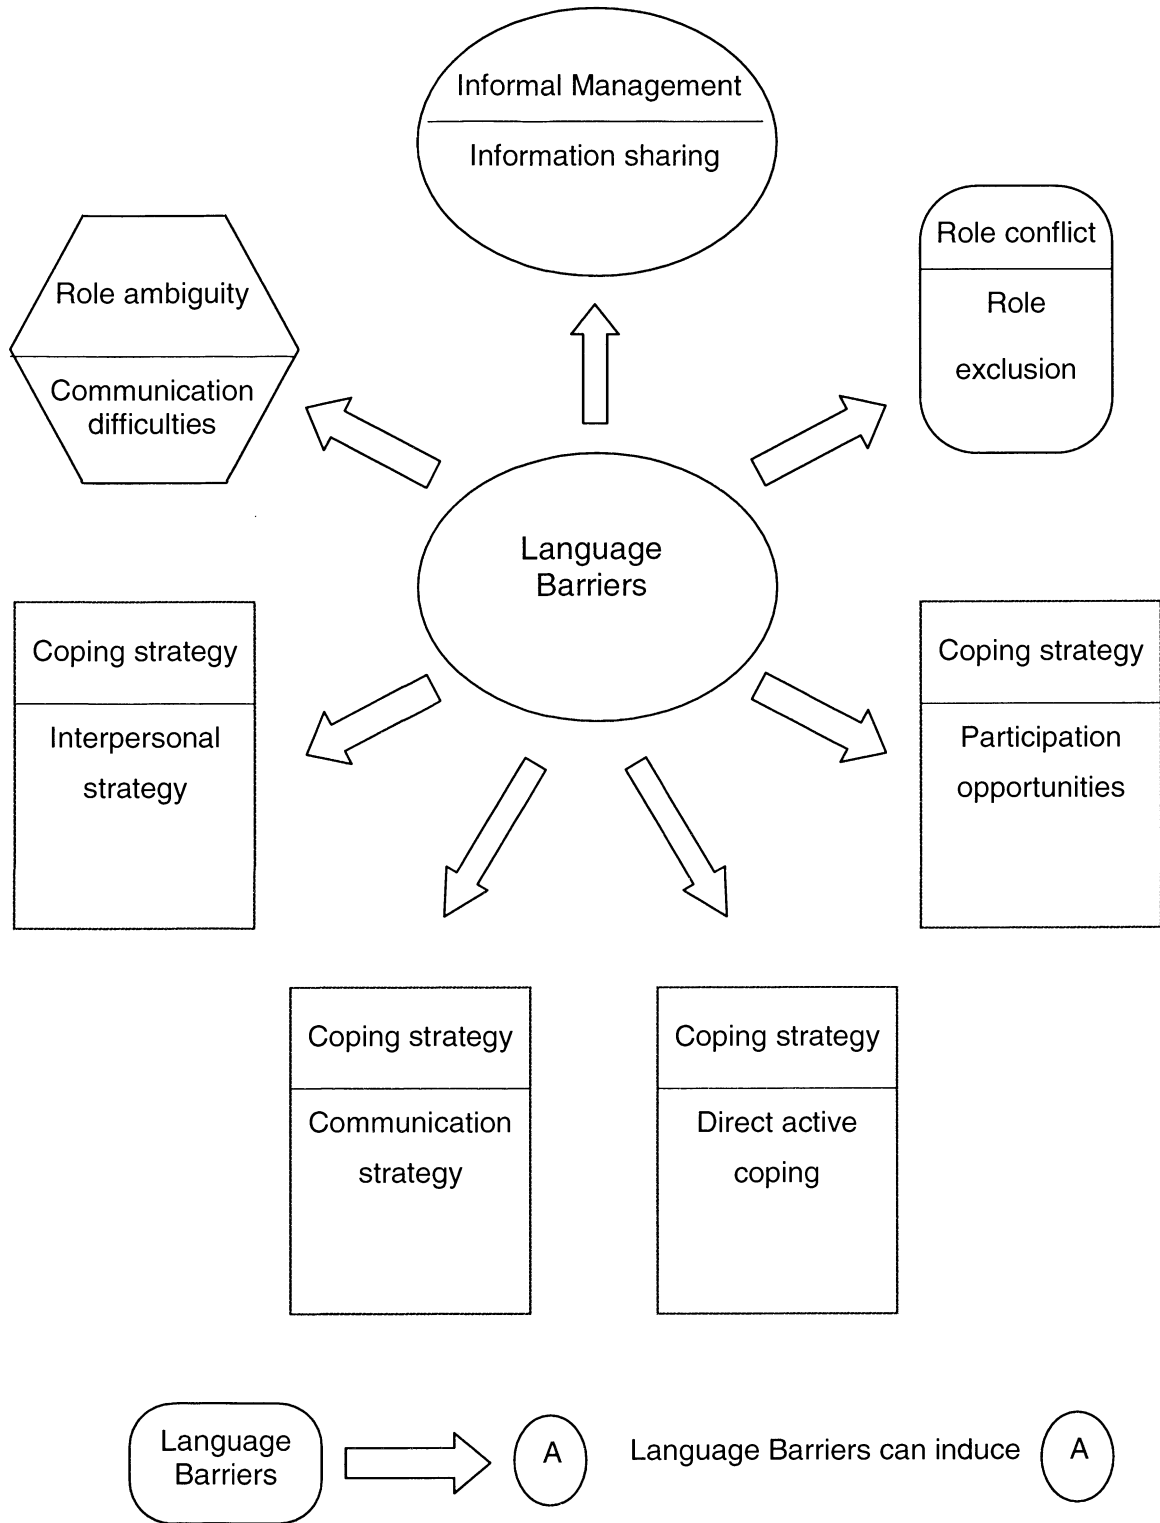 Informal Management
Information sharing
Role conflict
Role
exclusion
Role ambiguity
Communication
difficulties
Language
Barriers
Coping strategy
Interpersonal
strategy
Coping strategy
Participation
opportunities
Coping strategy
Communication
strategy
Coping strategy
Direct active
coping
Language
Barriers
A
Language Barriers can induce
A